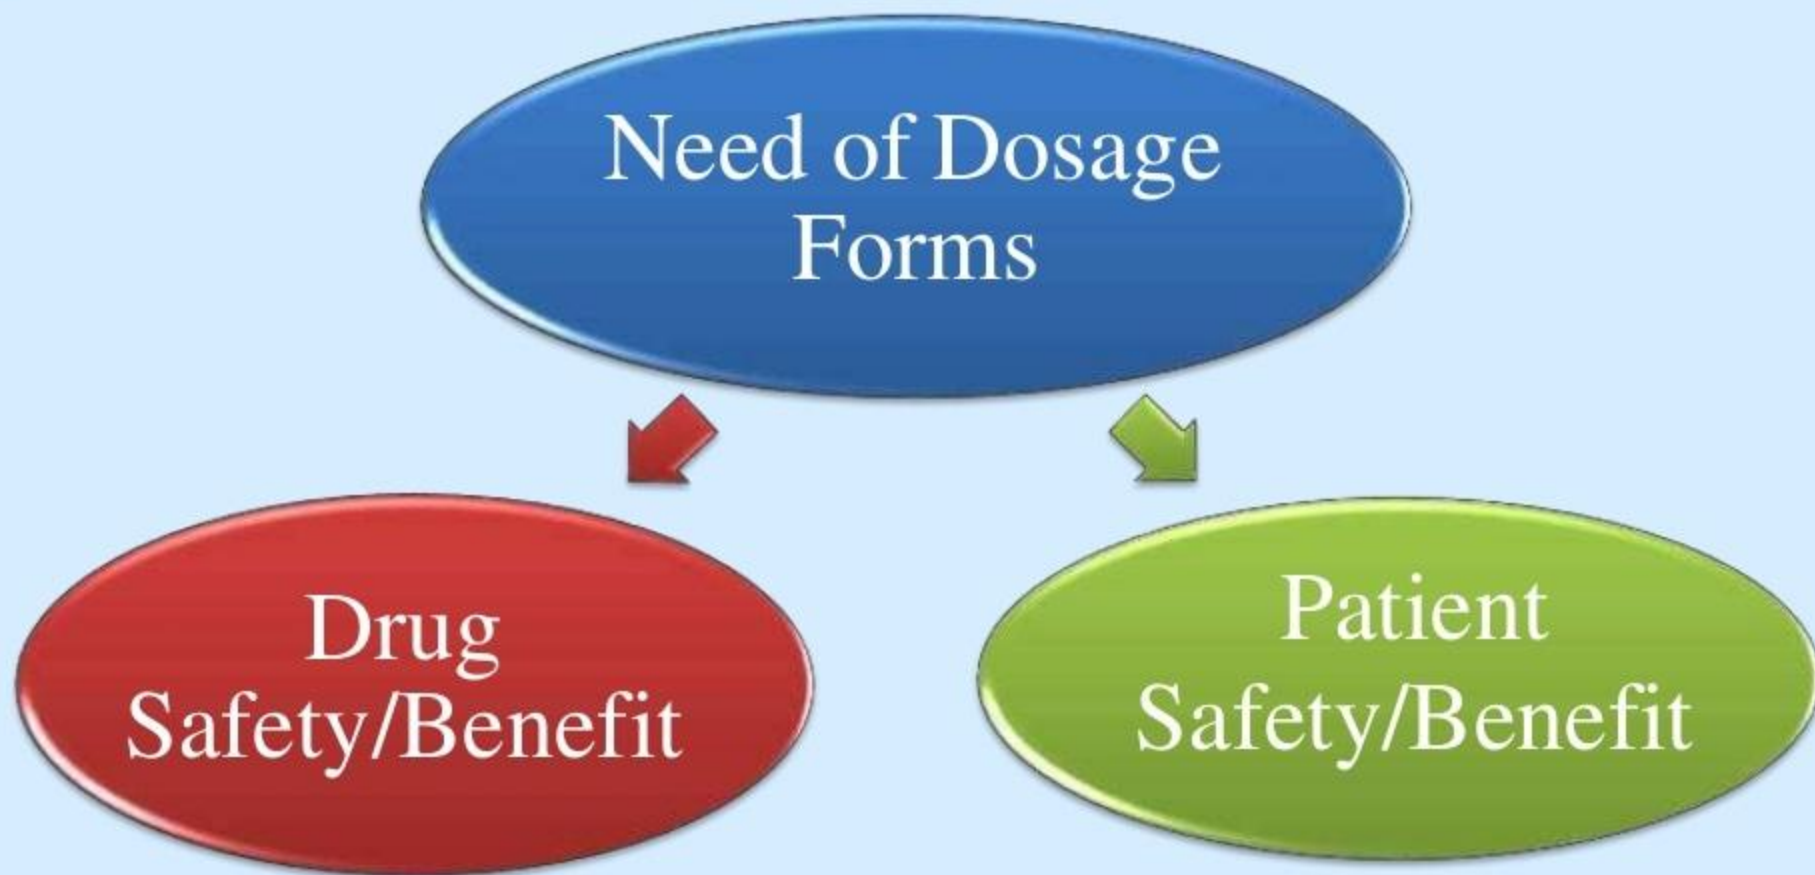 Need of Dosage
Forms
Drug
Safety/Benefit
Patient
Safety/Benefit